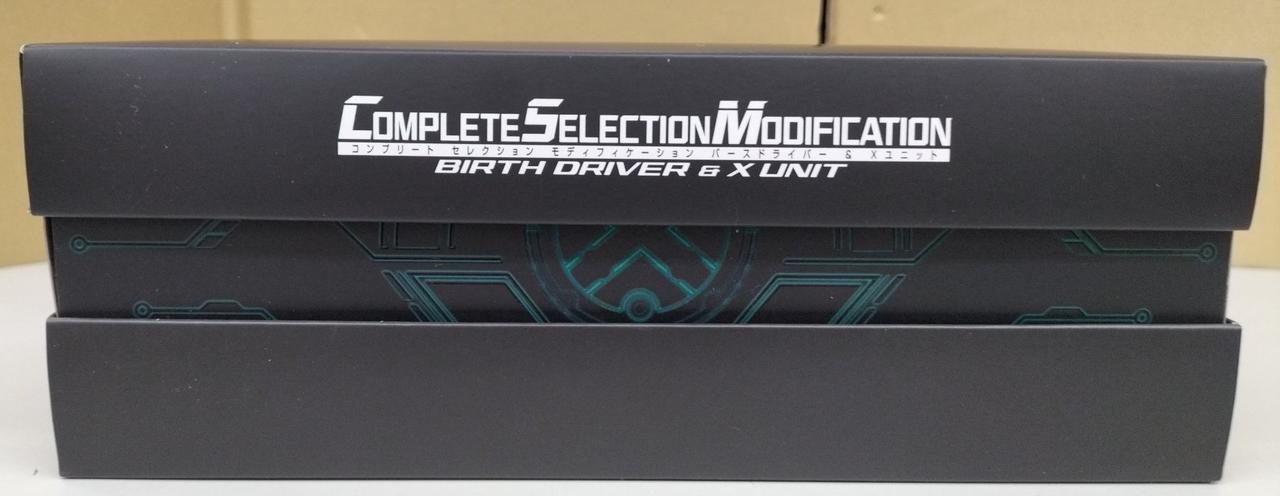 COMPLETE SELECTION MODIFICATION
コンプリート セレクション モディフィケーション バースドライバー & Xユニット
BIRTH DRIVER & X UNIT